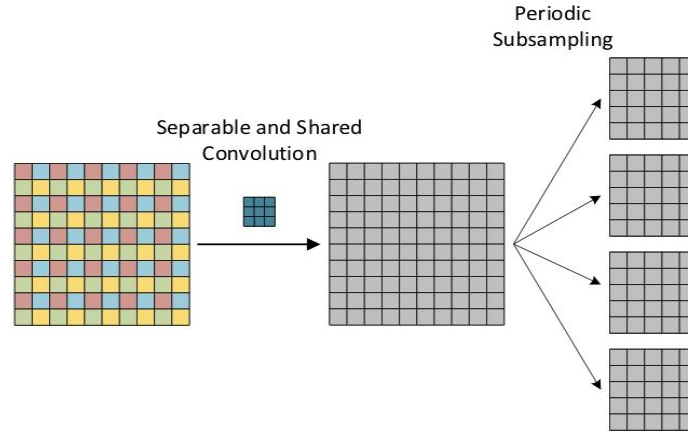 Periodic
Subsampling
Separable and Shared
Convolution